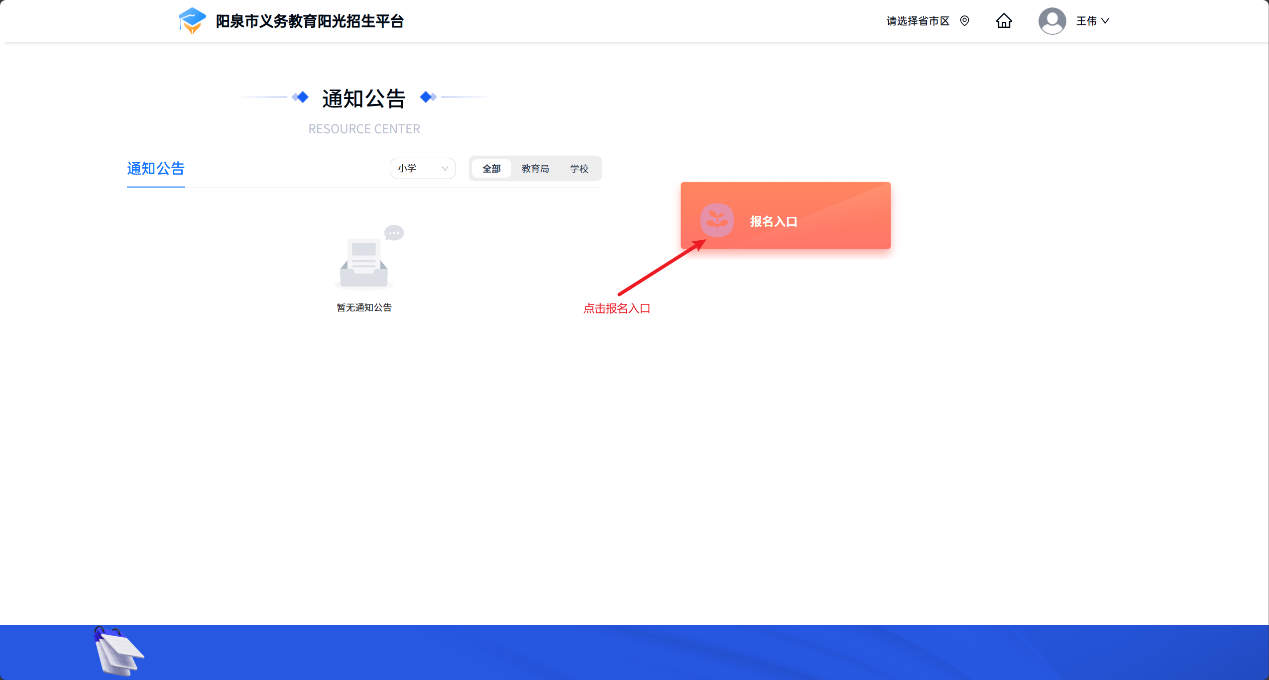 阳泉市义务教育阳光招生平台
请选择省市区
王伟
通知公告
RESOURCE CENTER
通知公告
小学
全部
教育局
学校
报名入口
暂无通知公告
点击报名入口